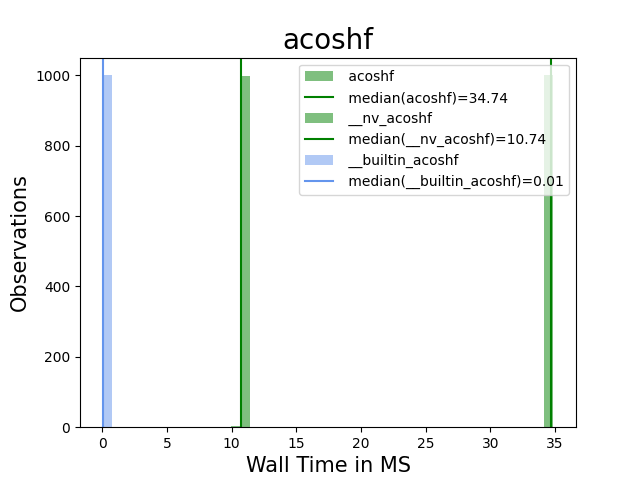 acoshf
Observations
1000
800
600
400
200
0
acoshf
median(acoshf)=34.74
__nv_acoshf
median(__nv_acoshf)=10.74
__builtin_acoshf
median(__builtin_acoshf)=0.01
0 5 10 15 20 25 30 35
Wall Time in MS